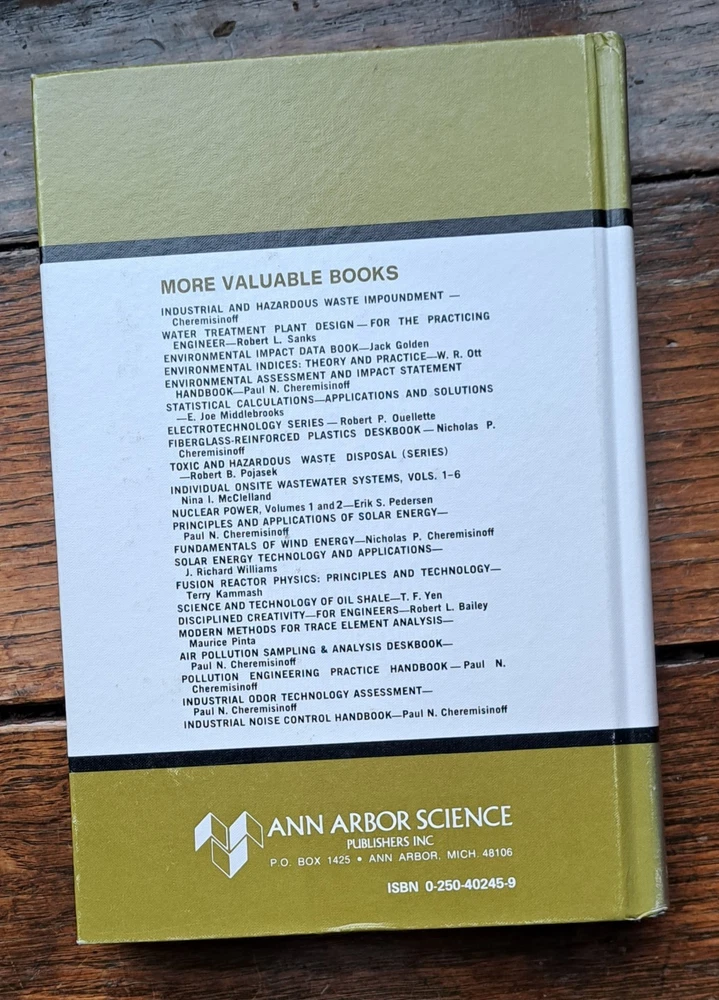 MORE VALUABLE BOOKS
INDUSTRIAL AND HAZARDOUS WASTE IMPOUNDMENT —
Cheremisinoff
WATER TREATMENT PLANT DESIGN — FOR THE PRACTICING
ENGINEER—Robert L. Sanks
ENVIRONMENTAL IMPACT DATA BOOK—Jack Golden
ENVIRONMENTAL INDICES: THEORY AND PRACTICE—W. R. Ott
ENVIRONMENTAL ASSESSMENT AND IMPACT STATEMENT
HANDBOOK—Paul N. Cheremisinoff
STATISTICAL CALCULATIONS—APPLICATIONS AND SOLUTIONS
—E. Joe Middlebrooks
ELECTROTECHNOLOGY SERIES — Robert P. Ouellette
FIBERGLASS-REINFORCED PLASTICS DESKBOOK — Nicholas P.
Cheremisinoff
TOXIC AND HAZARDOUS WASTE DISPOSAL (SERIES)
—Robert B. Pojasek
INDIVIDUAL ONSITE WASTEWATER SYSTEMS, VOLS. 1-6
Nina I. McClelland
NUCLEAR POWER, Volumes 1 and 2—Erik S. Pedersen
PRINCIPLES AND APPLICATIONS OF SOLAR ENERGY—
Paul N. Cheremisinoff
FUNDAMENTALS OF WIND ENERGY—Nicholas P. Cheremisinoff
SOLAR ENERGY TECHNOLOGY AND APPLICATIONS—
J. Richard Williams
FUSION REACTOR PHYSICS: PRINCIPLES AND TECHNOLOGY—
Terry Kammash
SCIENCE AND TECHNOLOGY OF OIL SHALE—T. F. Yen
DISCIPLINED CREATIVITY—FOR ENGINEERS—Robert L. Bailey
MODERN METHODS FOR TRACE ELEMENT ANALYSIS—
Maurice Pinta
AIR POLLUTION SAMPLING & ANALYSIS DESKBOOK—
Paul N. Cheremisinoff
POLLUTION ENGINEERING PRACTICE HANDBOOK — Paul N.
Cheremisinoff
INDUSTRIAL ODOR TECHNOLOGY ASSESSMENT—
Paul N. Cheremisinoff
INDUSTRIAL NOISE CONTROL HANDBOOK—Paul N. Cheremisinoff
ANN ARBOR SCIENCE
PUBLISHERS INC
P.O. BOX 1425 • ANN ARBOR, MICH. 48106
ISBN 0-250-40245-9